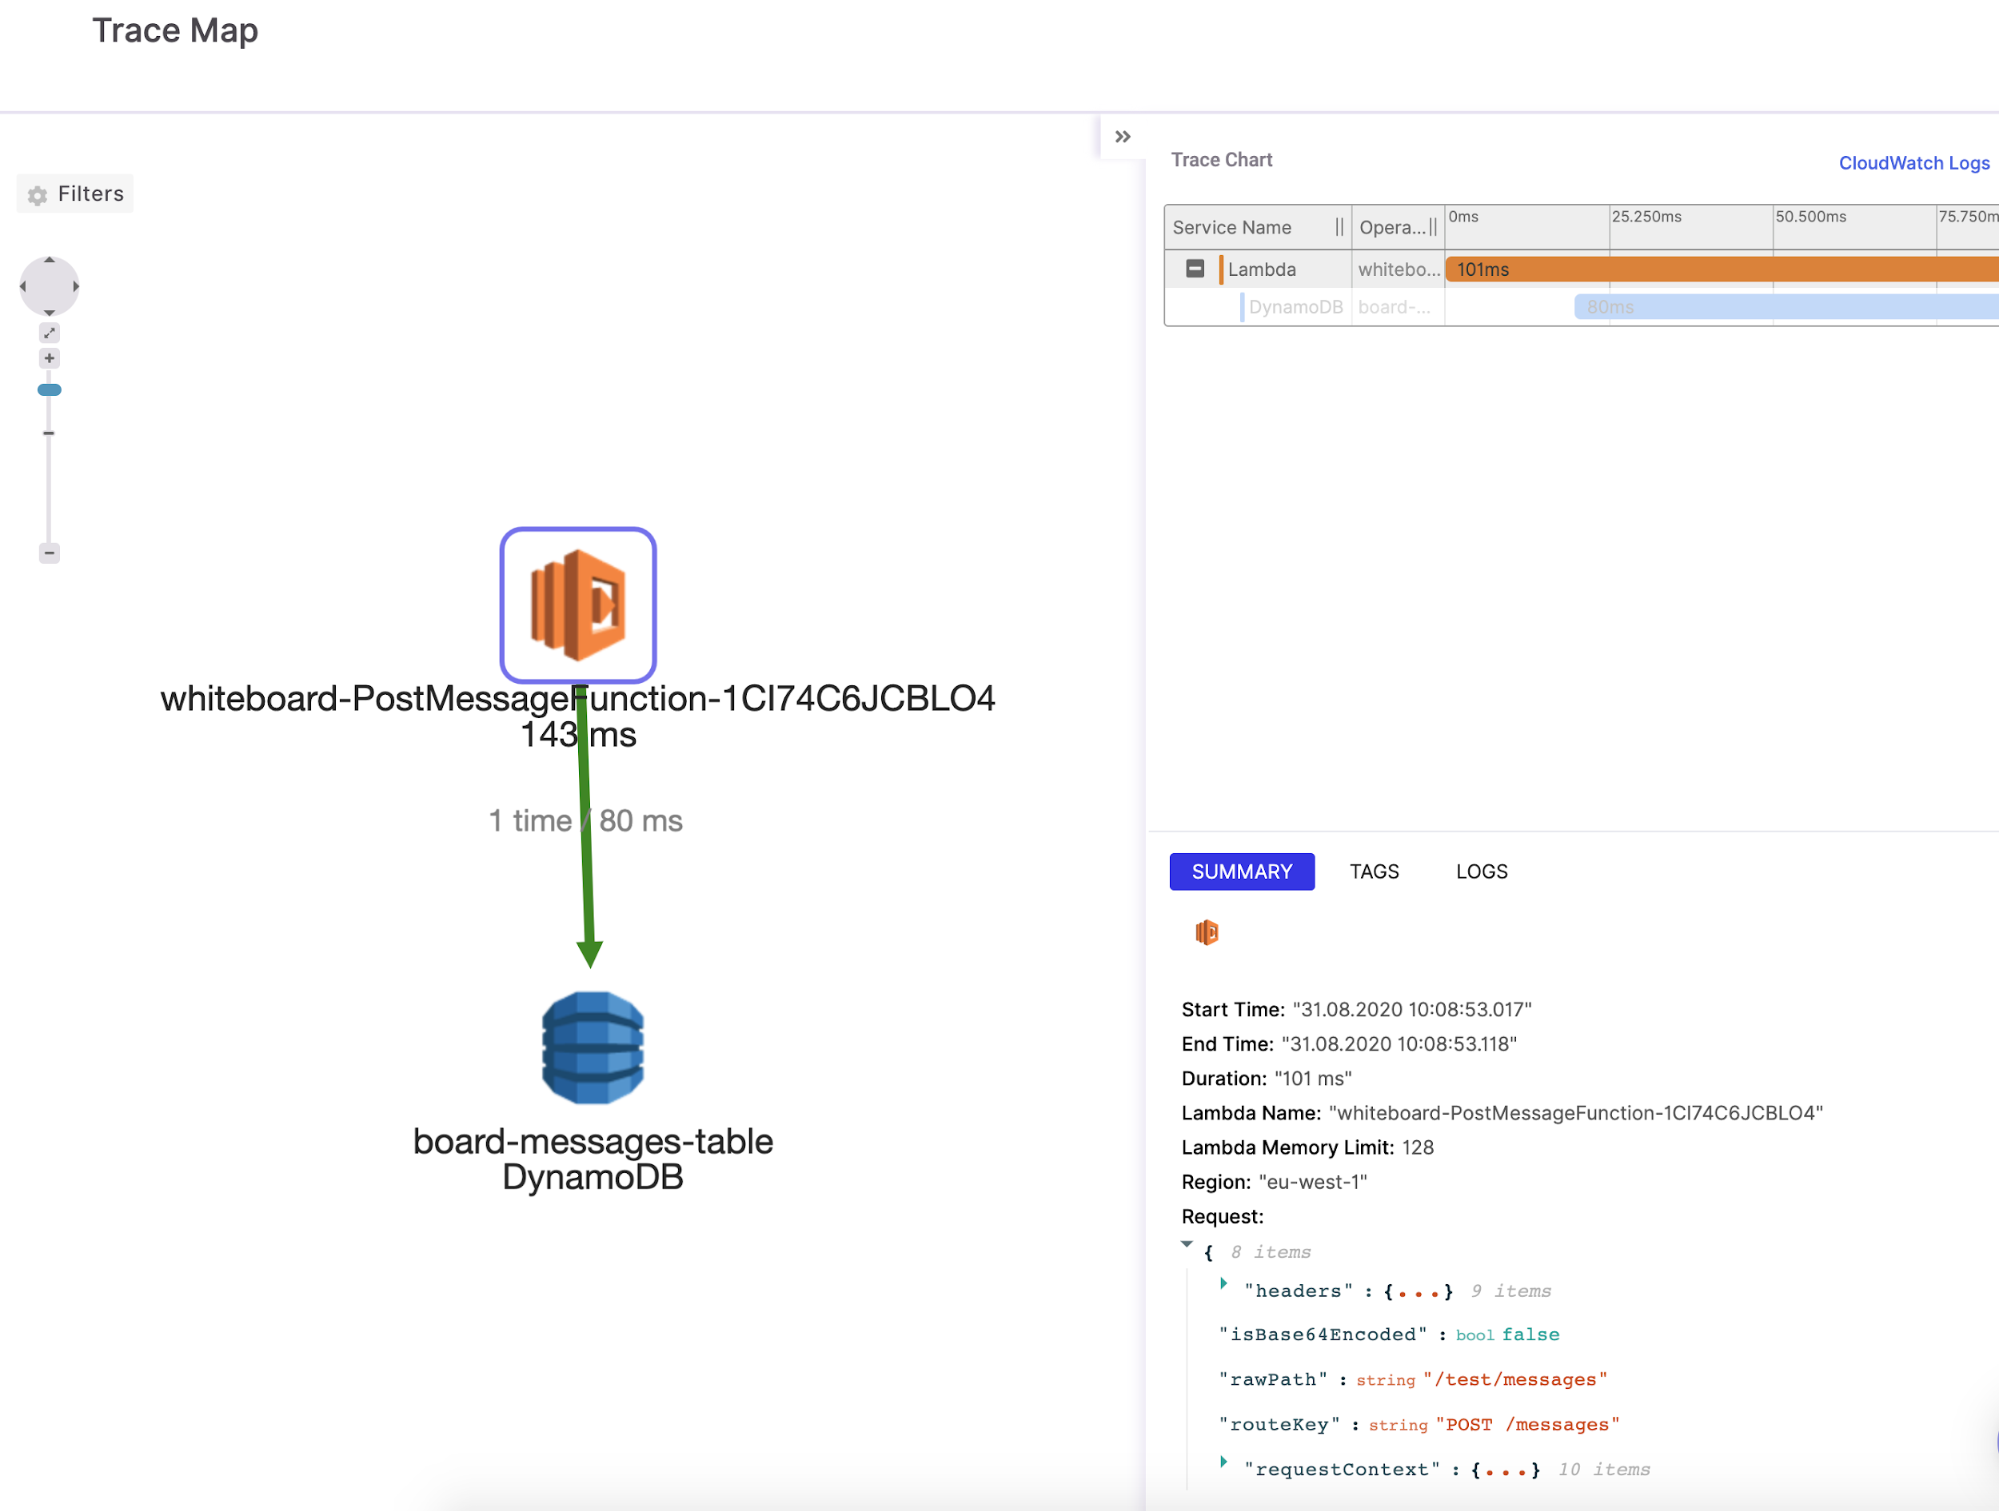 Trace Map
Filters
whiteboard-PostMessageFunction-1CI74C6JCBLO4
143 ms
1 time / 80 ms
board-messages-table
DynamoDB
Trace Chart
CloudWatch Logs
Service Name || Opera...|| 0ms 25.250ms 50.500ms 75.750m
Lambda whitebo... 101ms
DynamoDB board-... 80ms
SUMMARY TAGS LOGS
Start Time: "31.08.2020 10:08:53.017"
End Time: "31.08.2020 10:08:53.118"
Duration: "101 ms"
Lambda Name: "whiteboard-PostMessageFunction-1CI74C6JCBLO4"
Lambda Memory Limit: 128
Region: "eu-west-1"
Request:
{ 8 items
"headers" : {...} 9 items
"isBase64Encoded" : bool false
"rawPath" : string "/test/messages"
"routeKey" : string "POST /messages"
"requestContext" : {...} 10 items